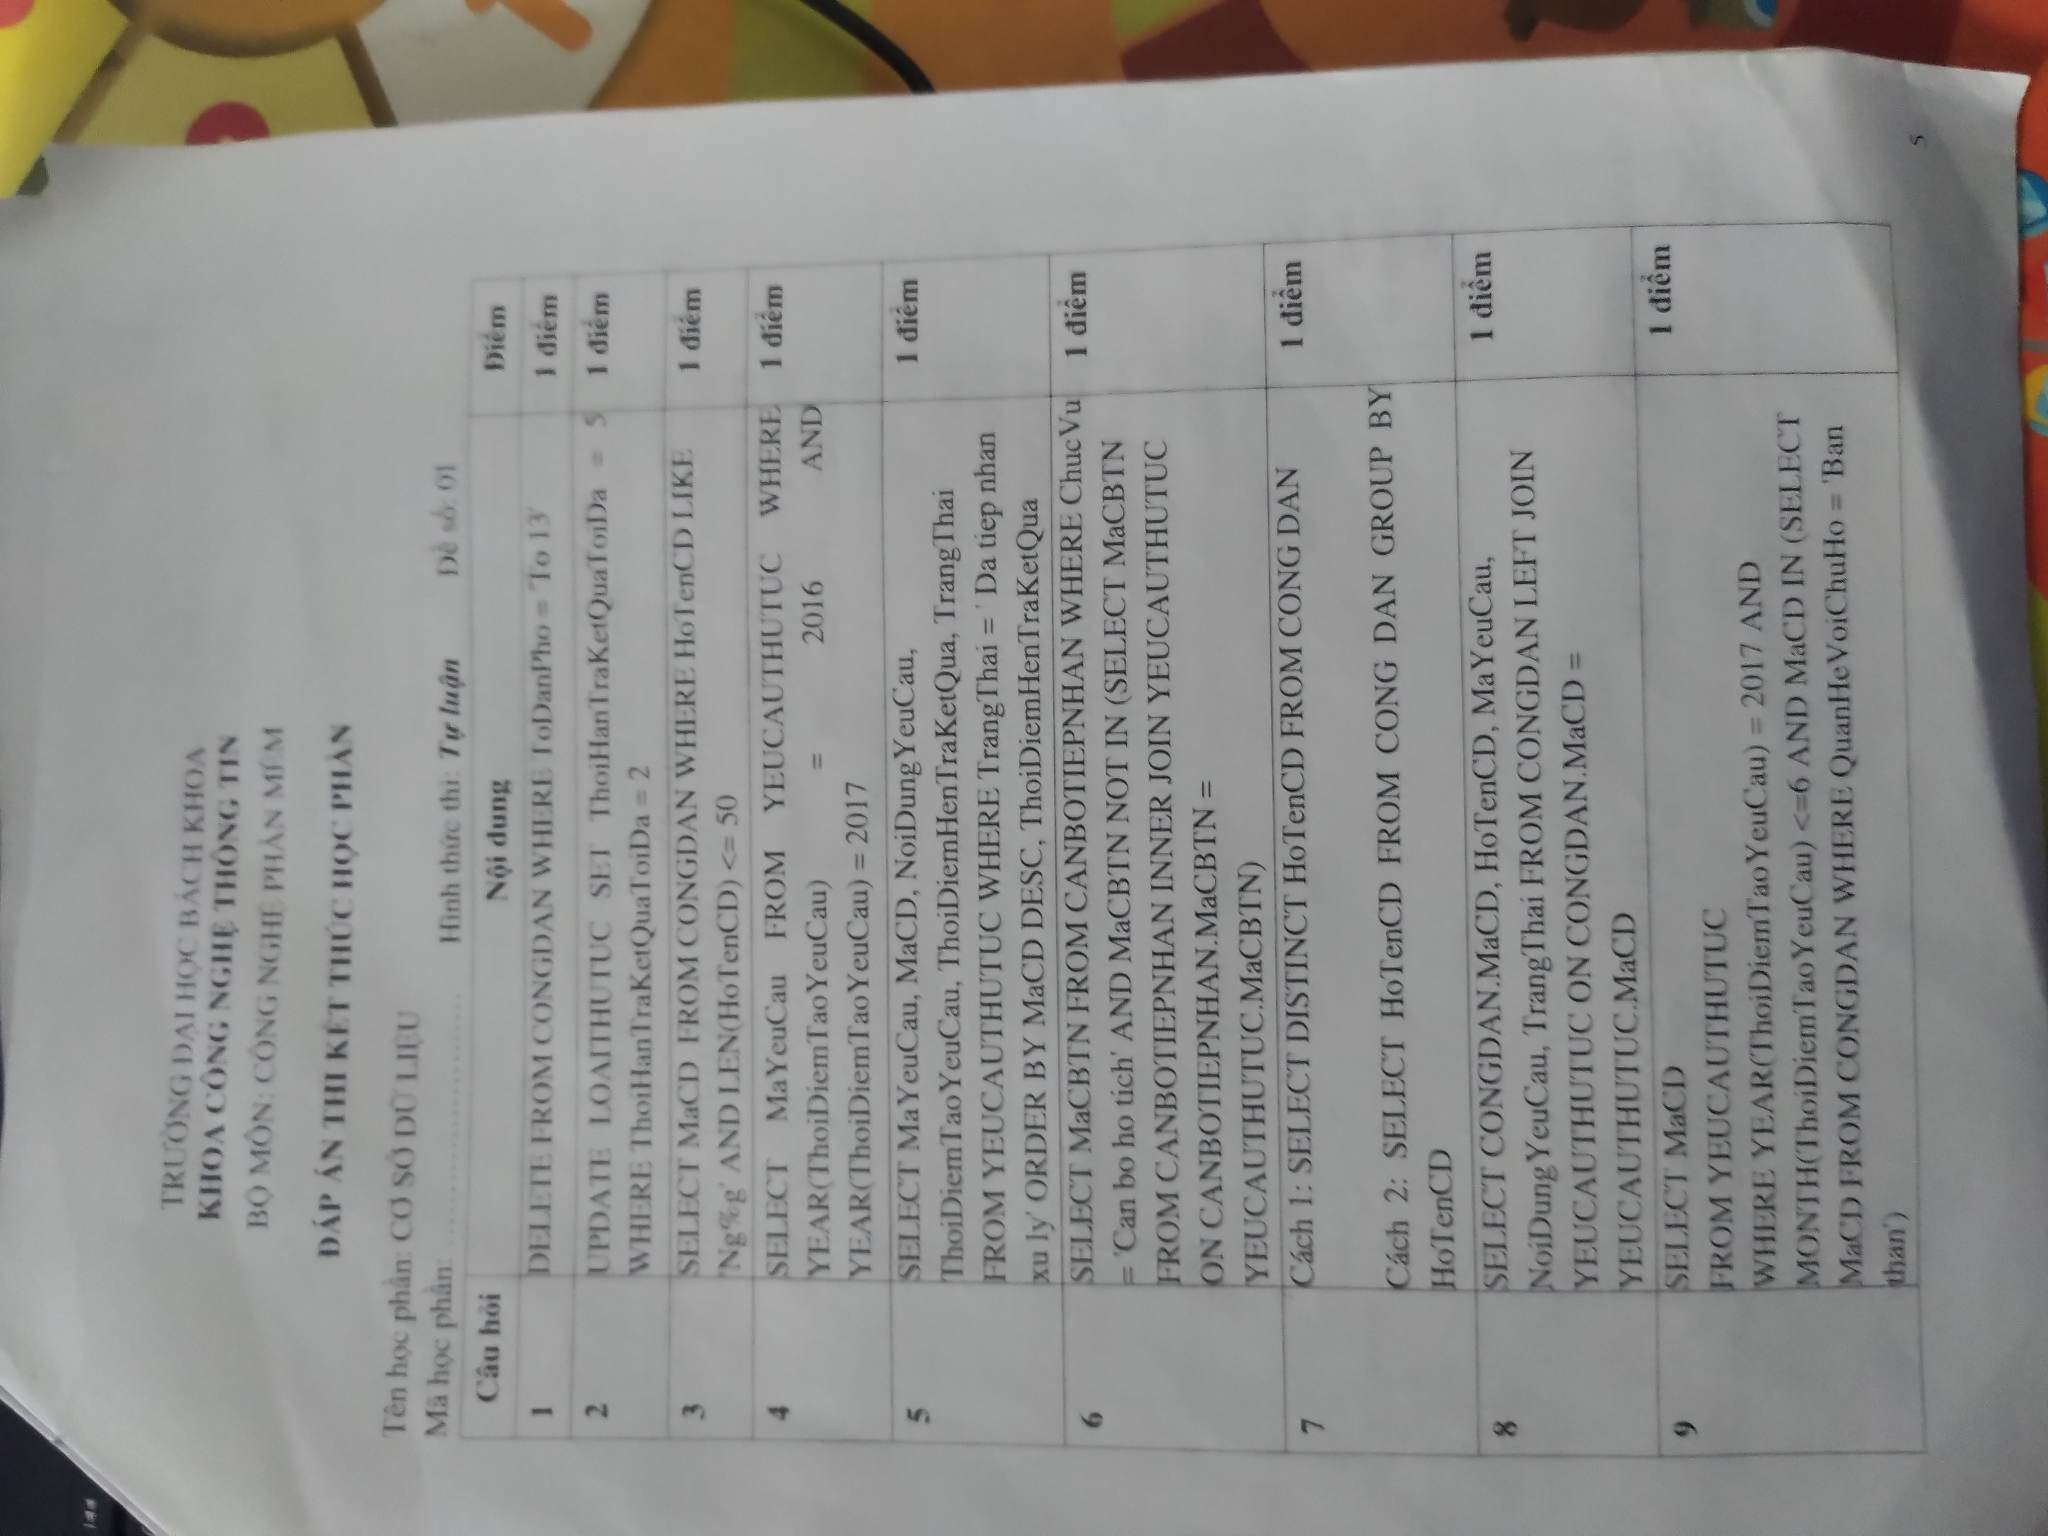 TRƯỜNG ĐẠI HỌC BÁCH KHOA
KHOA CÔNG NGHỆ THÔNG TIN
BỘ MÔN: CÔNG NGHỆ PHẦN MỀM
ĐÁP ÁN THI KẾT THÚC HỌC PHẦN
Tên học phần: CƠ SỞ DỮ LIỆU
Mã học phần: .......................... Hình thức thi: Tự luận Đề số: 01
Câu hỏi Nội dung Điểm
1 DELETE FROM CONGDAN WHERE ToDanPho = 'To 13' 1 điểm
2 UPDATE LOAITHUTUC SET ThoiHanTraKetQuaToiDa = 5 1 điểm
WHERE ThoiHanTraKetQuaToiDa = 2
3 SELECT MaCD FROM CONGDAN WHERE HoTenCD LIKE 1 điểm
'Ng%g' AND LEN(HoTenCD) <= 50
4 SELECT MaYeuCau FROM YEUCAUTHUTUC WHERE 1 điểm
YEAR(ThoiDiemTaoYeuCau) = 2016 AND
YEAR(ThoiDiemTaoYeuCau) = 2017
5 SELECT MaYeuCau, MaCD, NoiDungYeuCau, 1 điểm
ThoiDiemTaoYeuCau, ThoiDiemHenTraKetQua, TrangThai
FROM YEUCAUTHUTUC WHERE TrangThai = ' Da tiep nhan
xu ly' ORDER BY MaCD DESC, ThoiDiemHenTraKetQua
6 SELECT MaCBTN FROM CANBOTIEPNHAN WHERE ChucVu 1 điểm
= 'Can bo ho tich' AND MaCBTN NOT IN (SELECT MaCBTN
FROM CANBOTIEPNHAN INNER JOIN YEUCAUTHUTUC
ON CANBOTIEPNHAN.MaCBTN =
YEUCAUTHUTUC.MaCBTN)
7 Cách 1: SELECT DISTINCT HoTenCD FROM CONG DAN 1 điểm
Cách 2: SELECT HoTenCD FROM CONG DAN GROUP BY
HoTenCD
8 SELECT CONGDAN.MaCD, HoTenCD, MaYeuCau, 1 điểm
NoiDungYeuCau, TrangThai FROM CONGDAN LEFT JOIN
YEUCAUTHUTUC ON CONGDAN.MaCD =
YEUCAUTHUTUC.MaCD
9 SELECT MaCD 1 điểm
FROM YEUCAUTHUTUC
WHERE YEAR(ThoiDiemTaoYeuCau) = 2017 AND
MONTH(ThoiDiemTaoYeuCau) <=6 AND MaCD IN (SELECT
MaCD FROM CONGDAN WHERE QuanHeVoiChuHo = 'Ban
than')
5